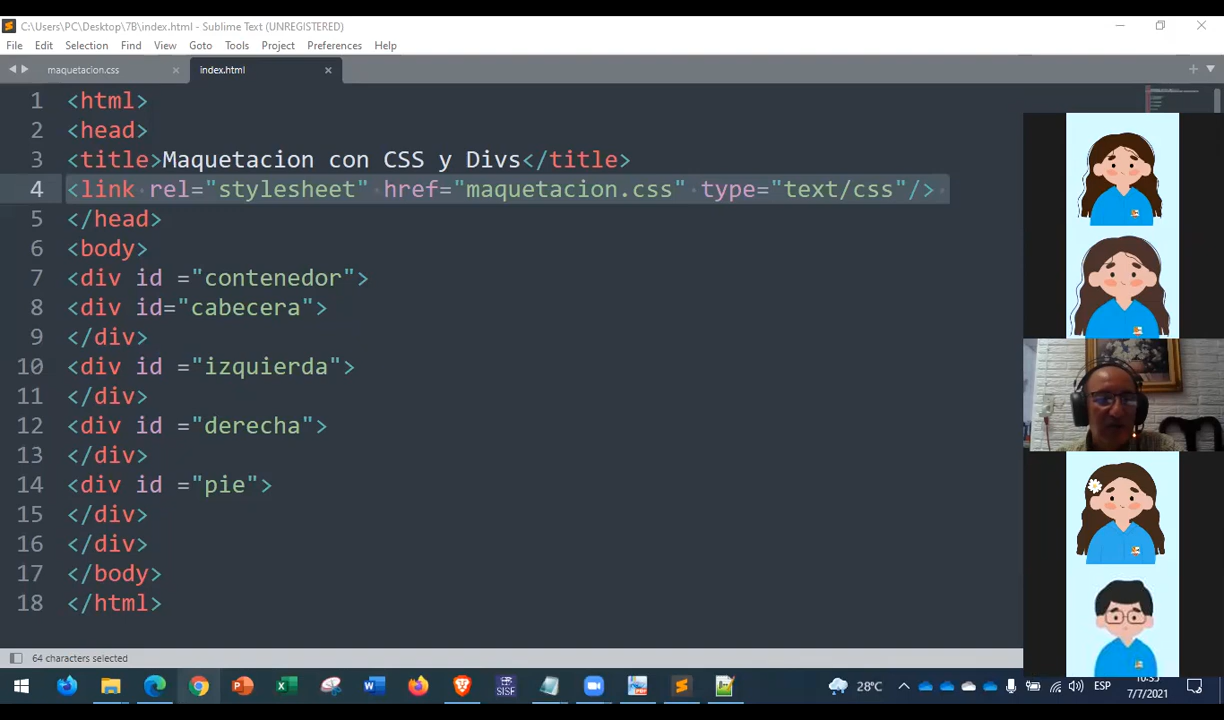 C:\Users\PC\Desktop\7B\index.html - Sublime Text (UNREGISTERED)
File Edit Selection Find View Goto Tools Project Preferences Help
maquetacion.css × index.html ×
1 <html>
2 <head>
3 <title>Maquetacion con CSS y Divs</title>
4 <link rel="stylesheet" href="maquetacion.css" type="text/css"/>
5 </head>
6 <body>
7 <div id ="contenedor">
8 <div id="cabecera">
9 </div>
10 <div id ="izquierda">
11 </div>
12 <div id ="derecha">
13 </div>
14 <div id ="pie">
15 </div>
16 </div>
17 </body>
18 </html>
64 characters selected
SISF
28°C ESP
7/7/2021